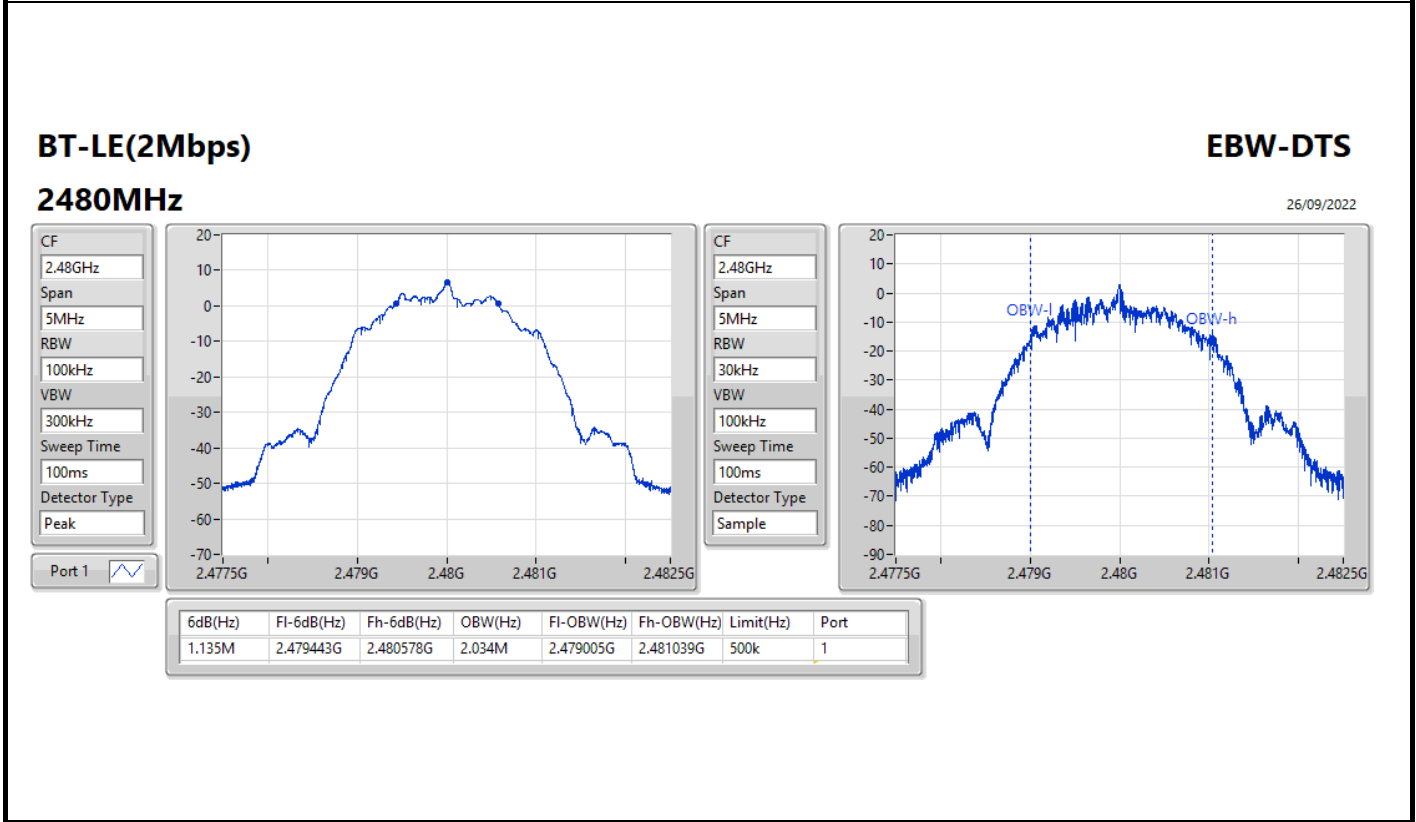 BT-LE(2Mbps)
EBW-DTS
2480MHz
26/09/2022
CF
2.48GHz
Span
5MHz
RBW
100kHz
VBW
300kHz
Sweep Time
100ms
Detector Type
Peak
Port 1
20
10
0
-10
-20
-30
-40
-50
-60
-70
2.4775G 2.479G 2.48G 2.481G 2.4825G
CF
2.48GHz
Span
5MHz
RBW
30kHz
VBW
100kHz
Sweep Time
100ms
Detector Type
Sample
20
10
0
-10
-20
-30
-40
-50
-60
-70
-80
-90
OBW-l
OBW-h
2.4775G 2.479G 2.48G 2.481G 2.4825G
6dB(Hz) Fl-6dB(Hz) Fh-6dB(Hz) OBW(Hz) Fl-OBW(Hz) Fh-OBW(Hz) Limit(Hz) Port
1.135M 2.479443G 2.480578G 2.034M 2.479005G 2.481039G 500k 1